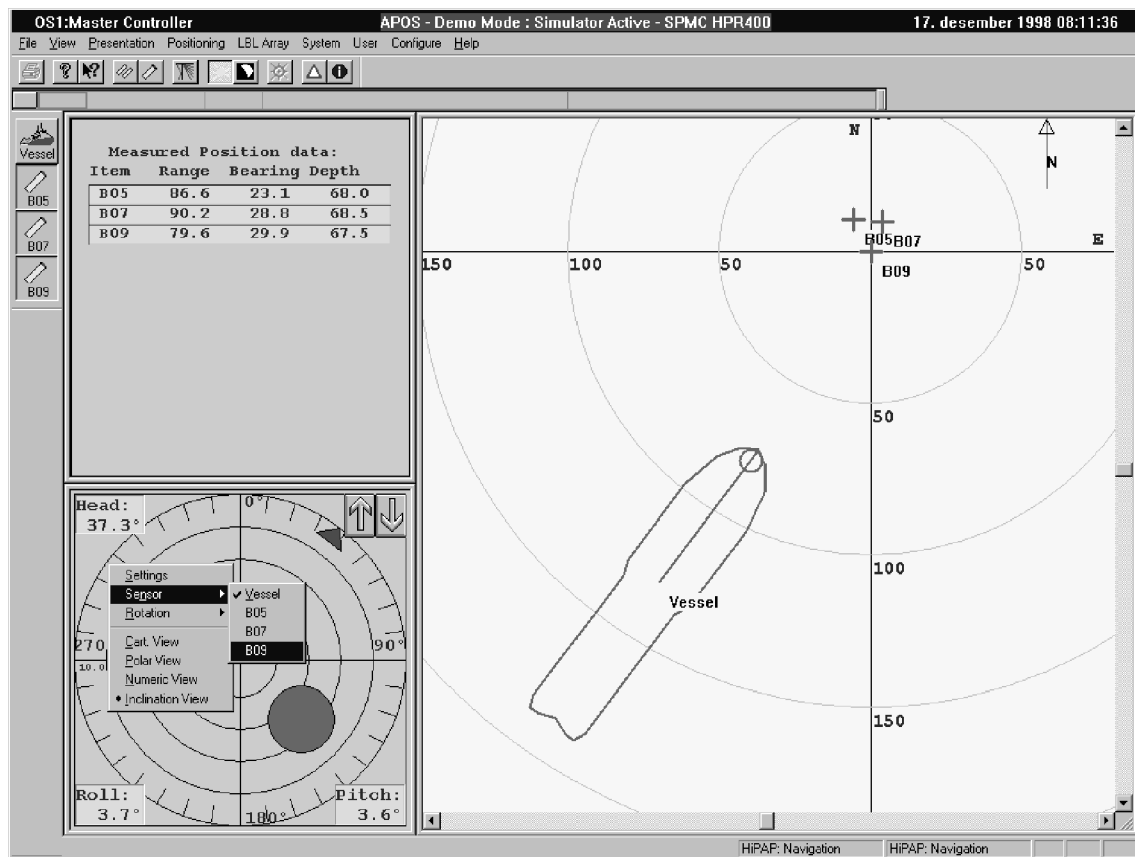 OS1:Master Controller APOS - Demo Mode : Simulator Active - SPMC HPR400 17. desember 1998 08:11:36
File View Presentation Positioning LBL Array System User Configure Help
Vessel
B05
B07
B09
Measured Position data:
Item Range Bearing Depth
B05 86.6 23.1 68.0
B07 90.2 28.8 68.5
B09 79.6 29.9 67.5
Head:
37.3°
0°
270
90°
10.0
180°
Roll:
3.7°
Pitch:
3.6°
Settings
Sensor
Rotation
Cart. View
Polar View
Numeric View
Inclination View
Vessel
B05
B07
B09
N
N
E
B05 B07
B09
150 100 50 50
50
100
150
Vessel
HiPAP: Navigation HiPAP: Navigation